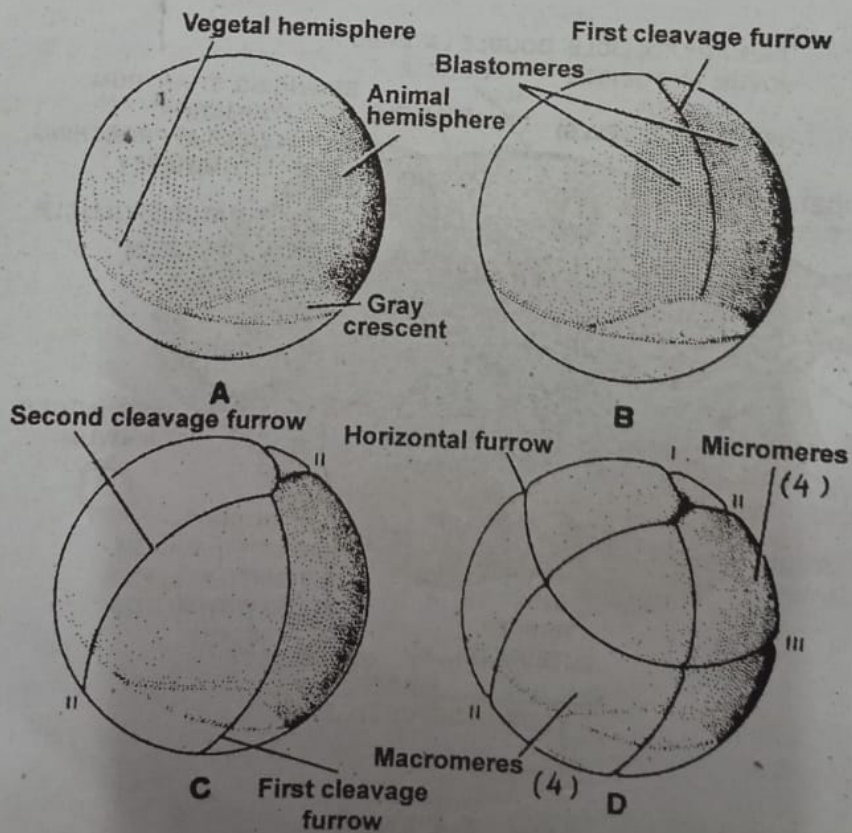 Vegetal hemisphere
First cleavage furrow
Blastomeres
Animal
hemisphere
Gray
crescent
A
B
Second cleavage furrow
II
II
First cleavage
furrow
C
Horizontal furrow
I
Micromeres
(4)
II
III
II
Macromeres
(4)
D